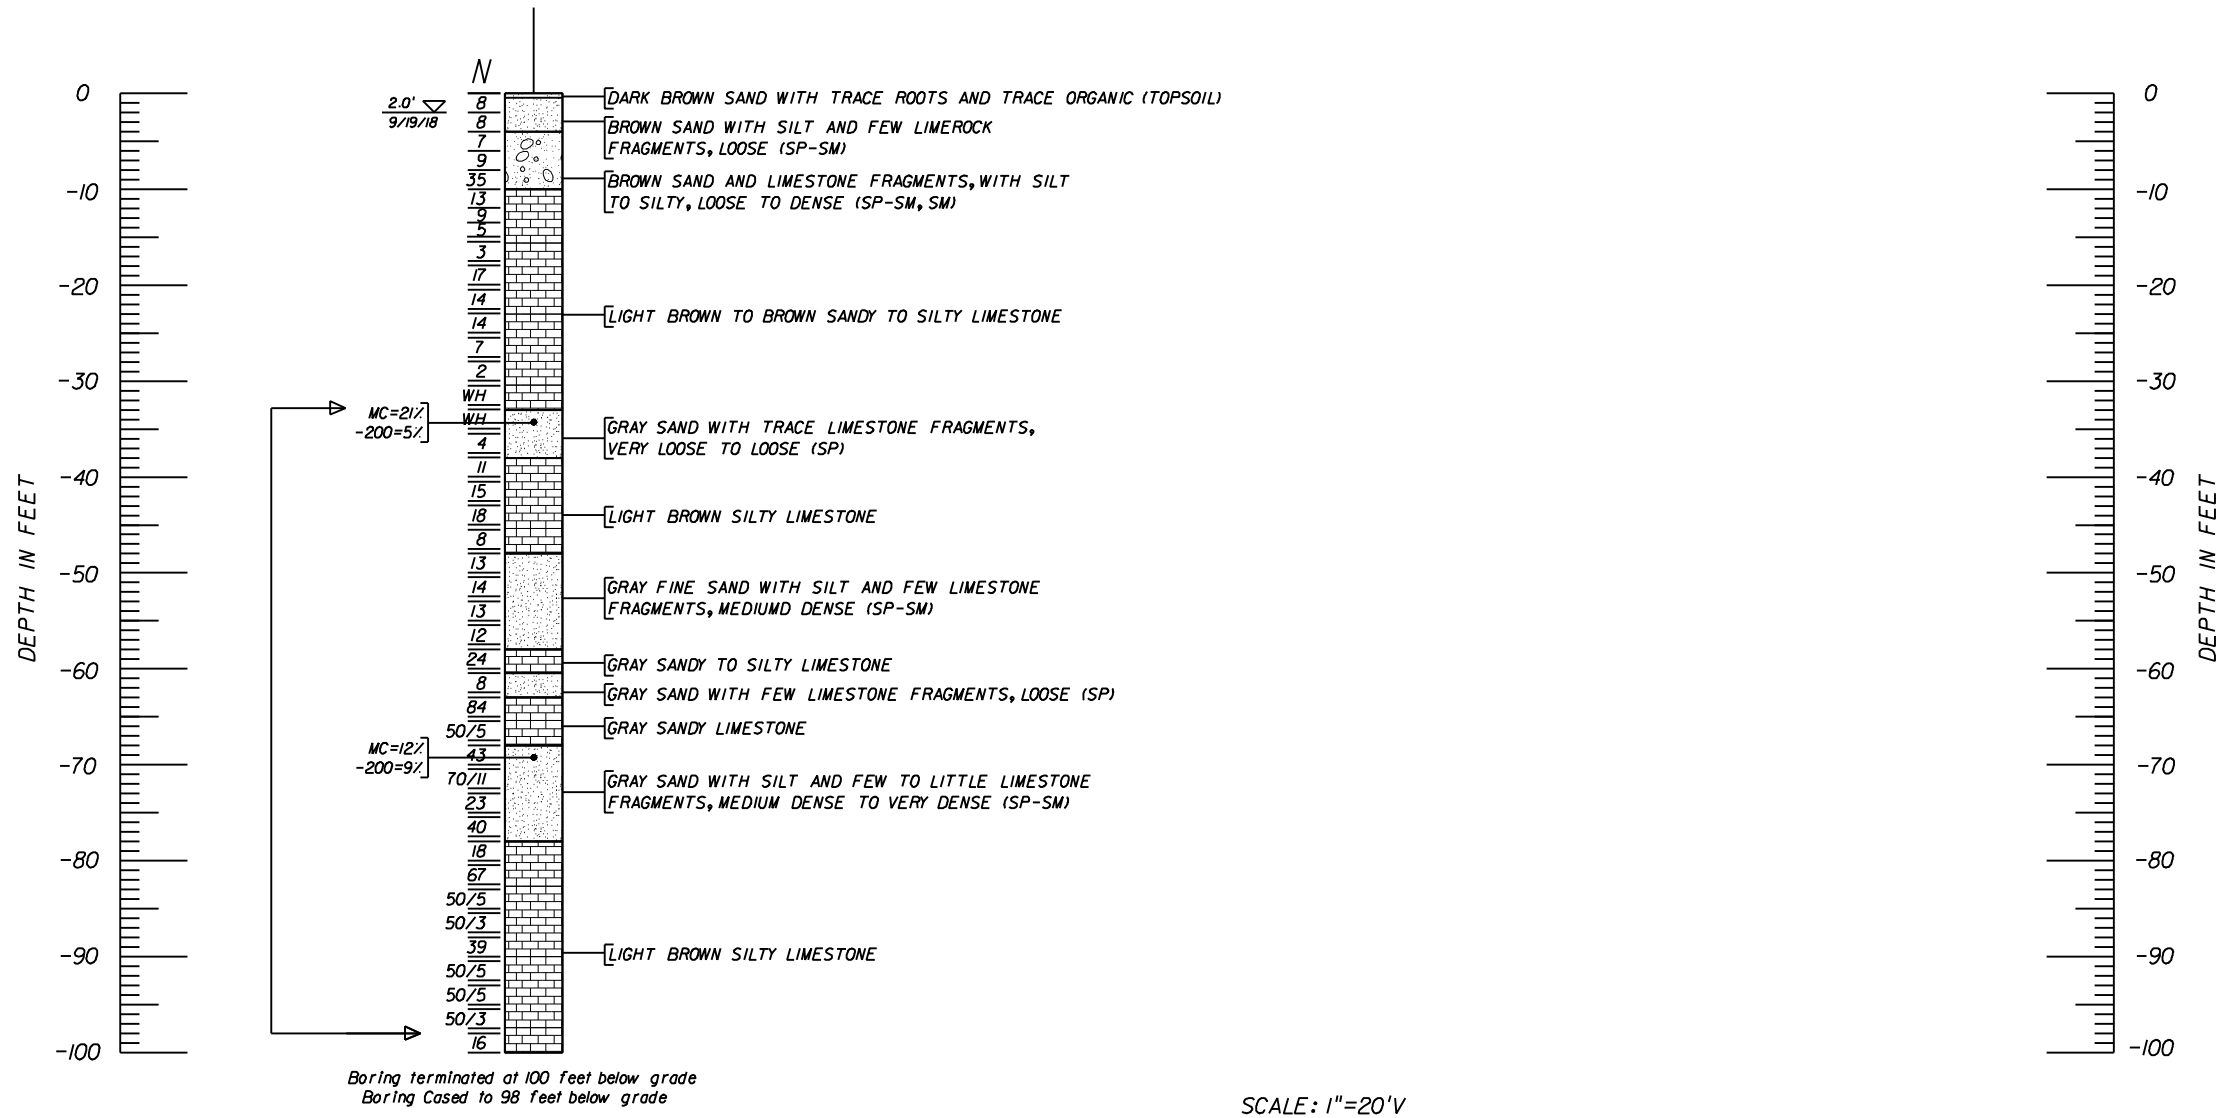 N
0
-10
-20
-30
-40
-50
-60
-70
-80
-90
-100
DEPTH IN FEET
2.0'
9/19/18
MC=21%
-200=5%
MC=12%
-200=9%
8
8
7
9
35
13
9
5
3
17
14
14
7
2
WH
WH
4
11
15
18
8
13
14
13
12
24
8
84
50/5
43
70/11
23
40
18
67
50/5
50/3
39
50/5
50/5
50/3
16
DARK BROWN SAND WITH TRACE ROOTS AND TRACE ORGANIC (TOPSOIL)
BROWN SAND WITH SILT AND FEW LIMEROCK
FRAGMENTS, LOOSE (SP-SM)
BROWN SAND AND LIMESTONE FRAGMENTS, WITH SILT
TO SILTY, LOOSE TO DENSE (SP-SM, SM)
LIGHT BROWN TO BROWN SANDY TO SILTY LIMESTONE
GRAY SAND WITH TRACE LIMESTONE FRAGMENTS,
VERY LOOSE TO LOOSE (SP)
LIGHT BROWN SILTY LIMESTONE
GRAY FINE SAND WITH SILT AND FEW LIMESTONE
FRAGMENTS, MEDIUMD DENSE (SP-SM)
GRAY SANDY TO SILTY LIMESTONE
GRAY SAND WITH FEW LIMESTONE FRAGMENTS, LOOSE (SP)
GRAY SANDY LIMESTONE
GRAY SAND WITH SILT AND FEW TO LITTLE LIMESTONE
FRAGMENTS, MEDIUM DENSE TO VERY DENSE (SP-SM)
LIGHT BROWN SILTY LIMESTONE
0
-10
-20
-30
-40
-50
-60
-70
-80
-90
-100
DEPTH IN FEET
Boring terminated at 100 feet below grade
Boring Cased to 98 feet below grade
SCALE: 1"=20'V